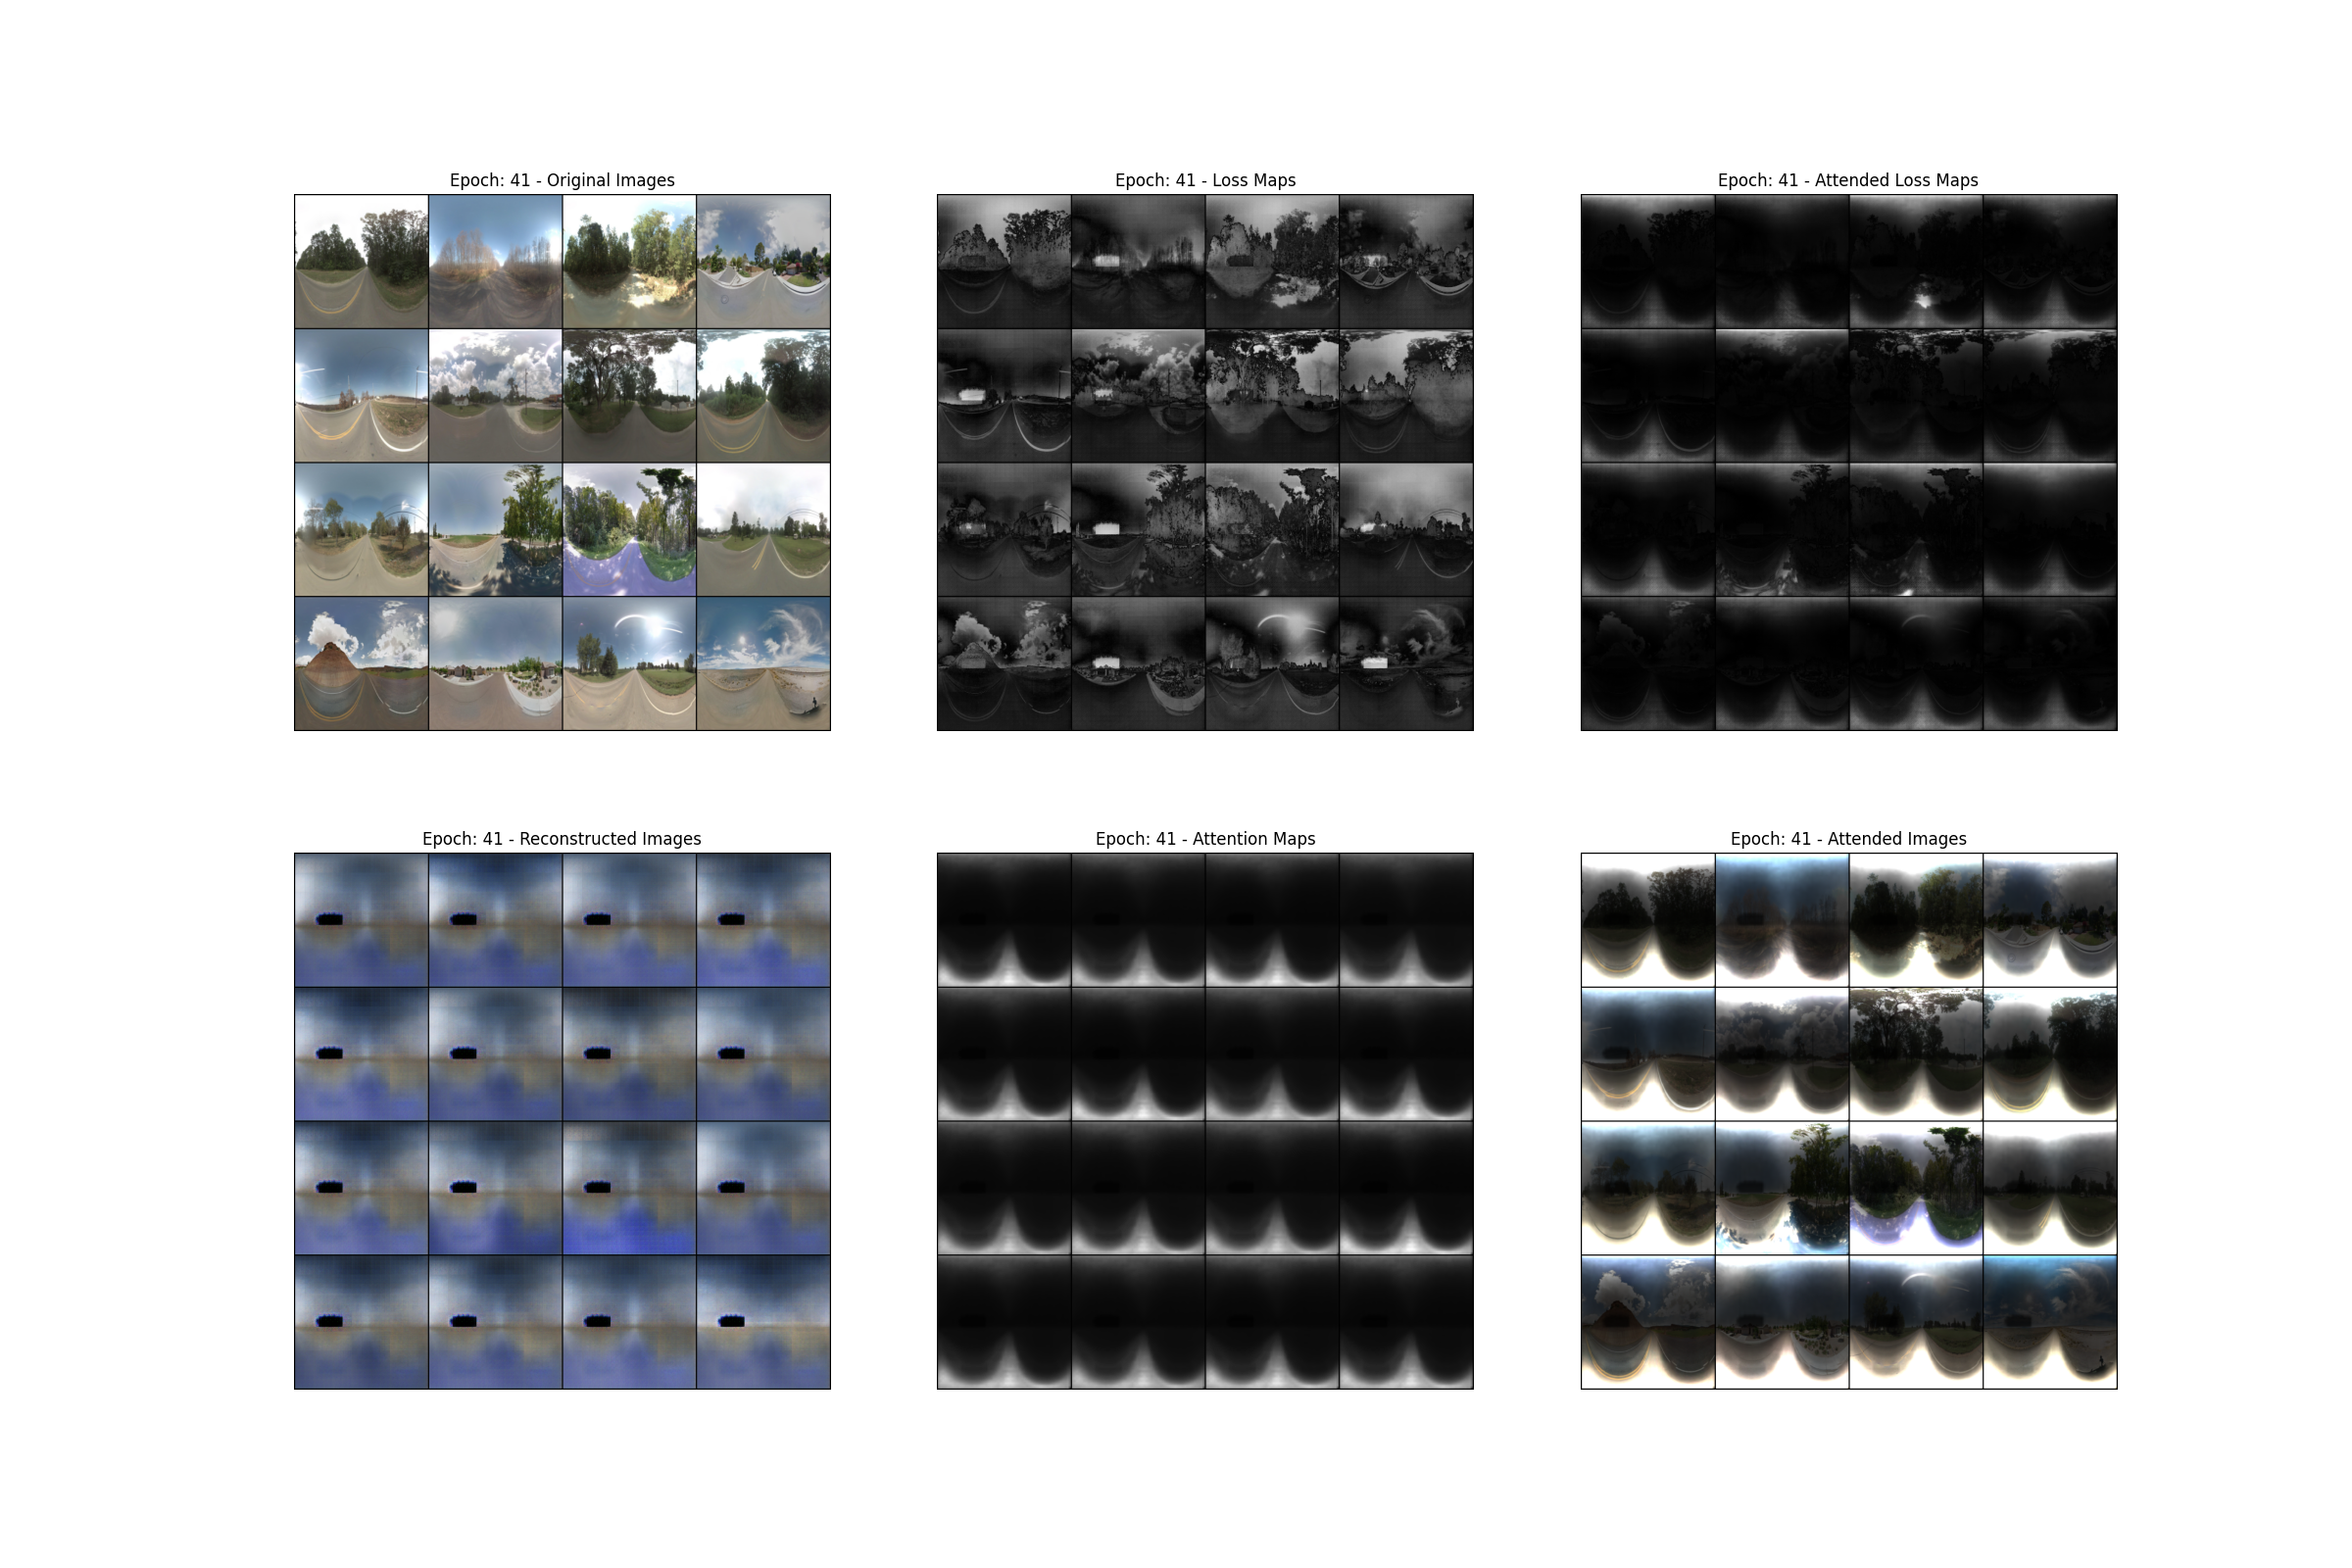 Epoch: 41 - Original Images
Epoch: 41 - Loss Maps
Epoch: 41 - Attended Loss Maps
Epoch: 41 - Reconstructed Images
Epoch: 41 - Attention Maps
Epoch: 41 - Attended Images